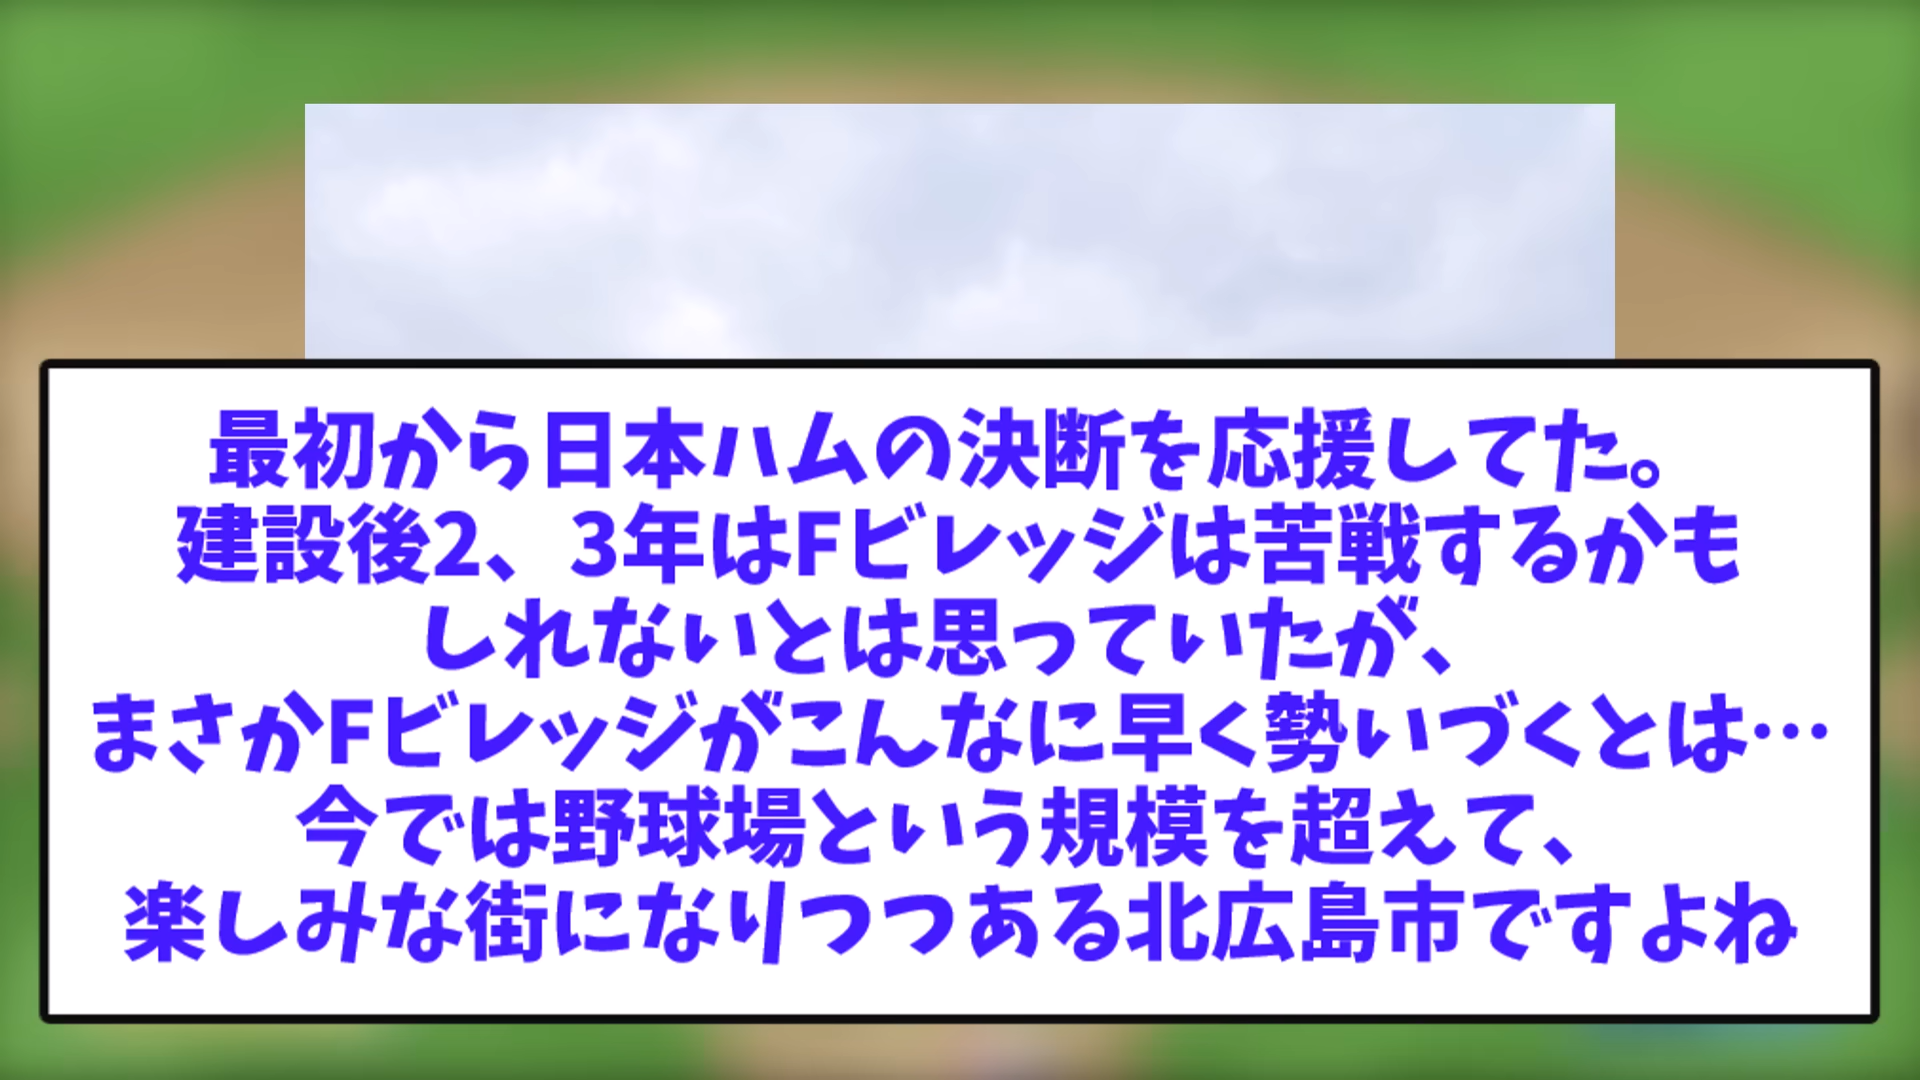 最初から日本ハムの決断を応援してた。
建設後2、3年はFビレッジは苦戦するかも
しれないとは思っていたが、
まさかFビレッジがこんなに早く勢いづくとは…
今では野球場という規模を超えて、
楽しみな街になりつつある北広島市ですよね